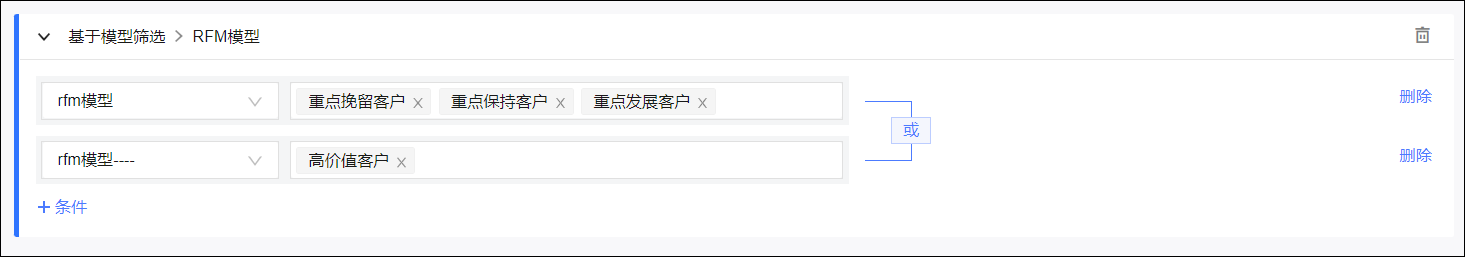 基于模型筛选 > RFM模型
rfm模型 重点挽留客户 x 重点保持客户 x 重点发展客户 x 删除
或
rfm模型---- 高价值客户 x 删除
+ 条件